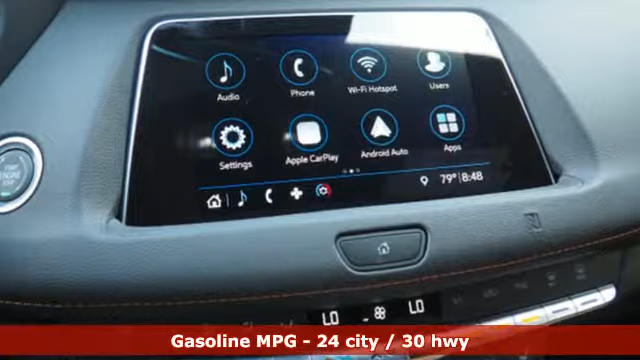 Audio Phone Wi-Fi Hotspot Users
Settings Apple CarPlay Android Auto Apps
79° 8:48
ENGINE
LO LO
Gasoline MPG - 24 city / 30 hwy